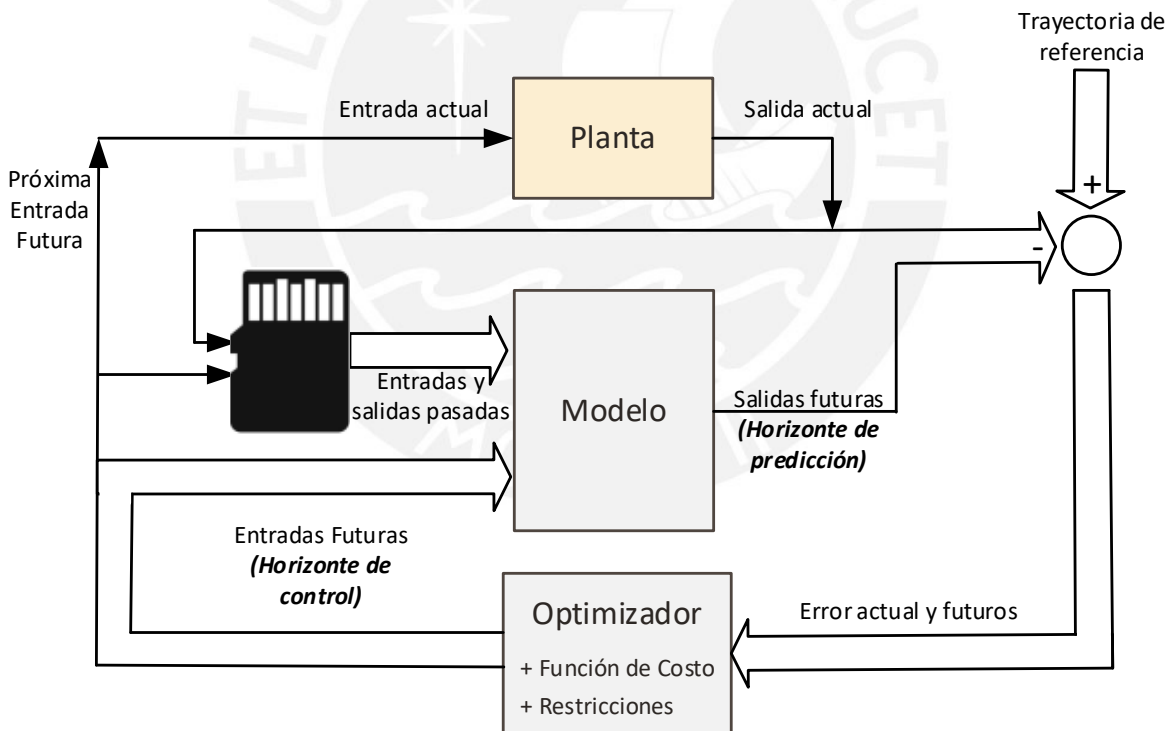 Trayectoria de
referencia
Entrada actual
Salida actual
Planta
+
Próxima
Entrada
Futura
-
Entradas y
salidas pasadas
Modelo
Salidas futuras
(Horizonte de
predicción)
Entradas Futuras
(Horizonte de
control)
Optimizador
+ Función de Costo
+ Restricciones
Error actual y futuros